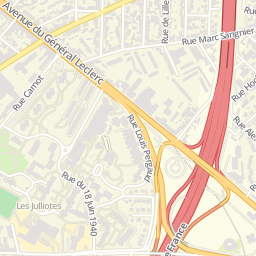 Avenue du Général Leclerc
Rue de Lille
Rue Marc Sangnier
Rue Carnot
Rue Louis Pergaud
Rue du 18 Juin 1940
Les Julliotes
France